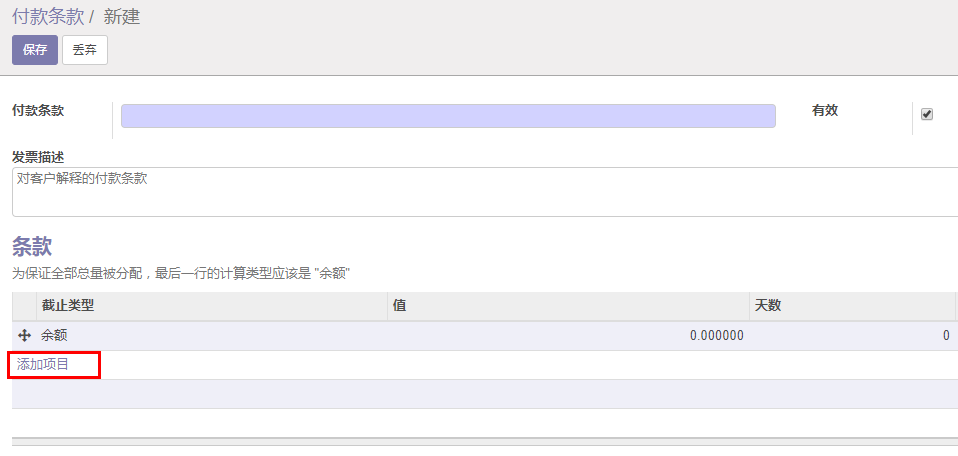 付款条款 / 新建
保存 丢弃
付款条款 有效
发票描述
对客户解释的付款条款
条款
为保证全部总量被分配，最后一行的计算类型应该是 "余额"
截止类型 值 天数
余额 0.000000 0
添加项目